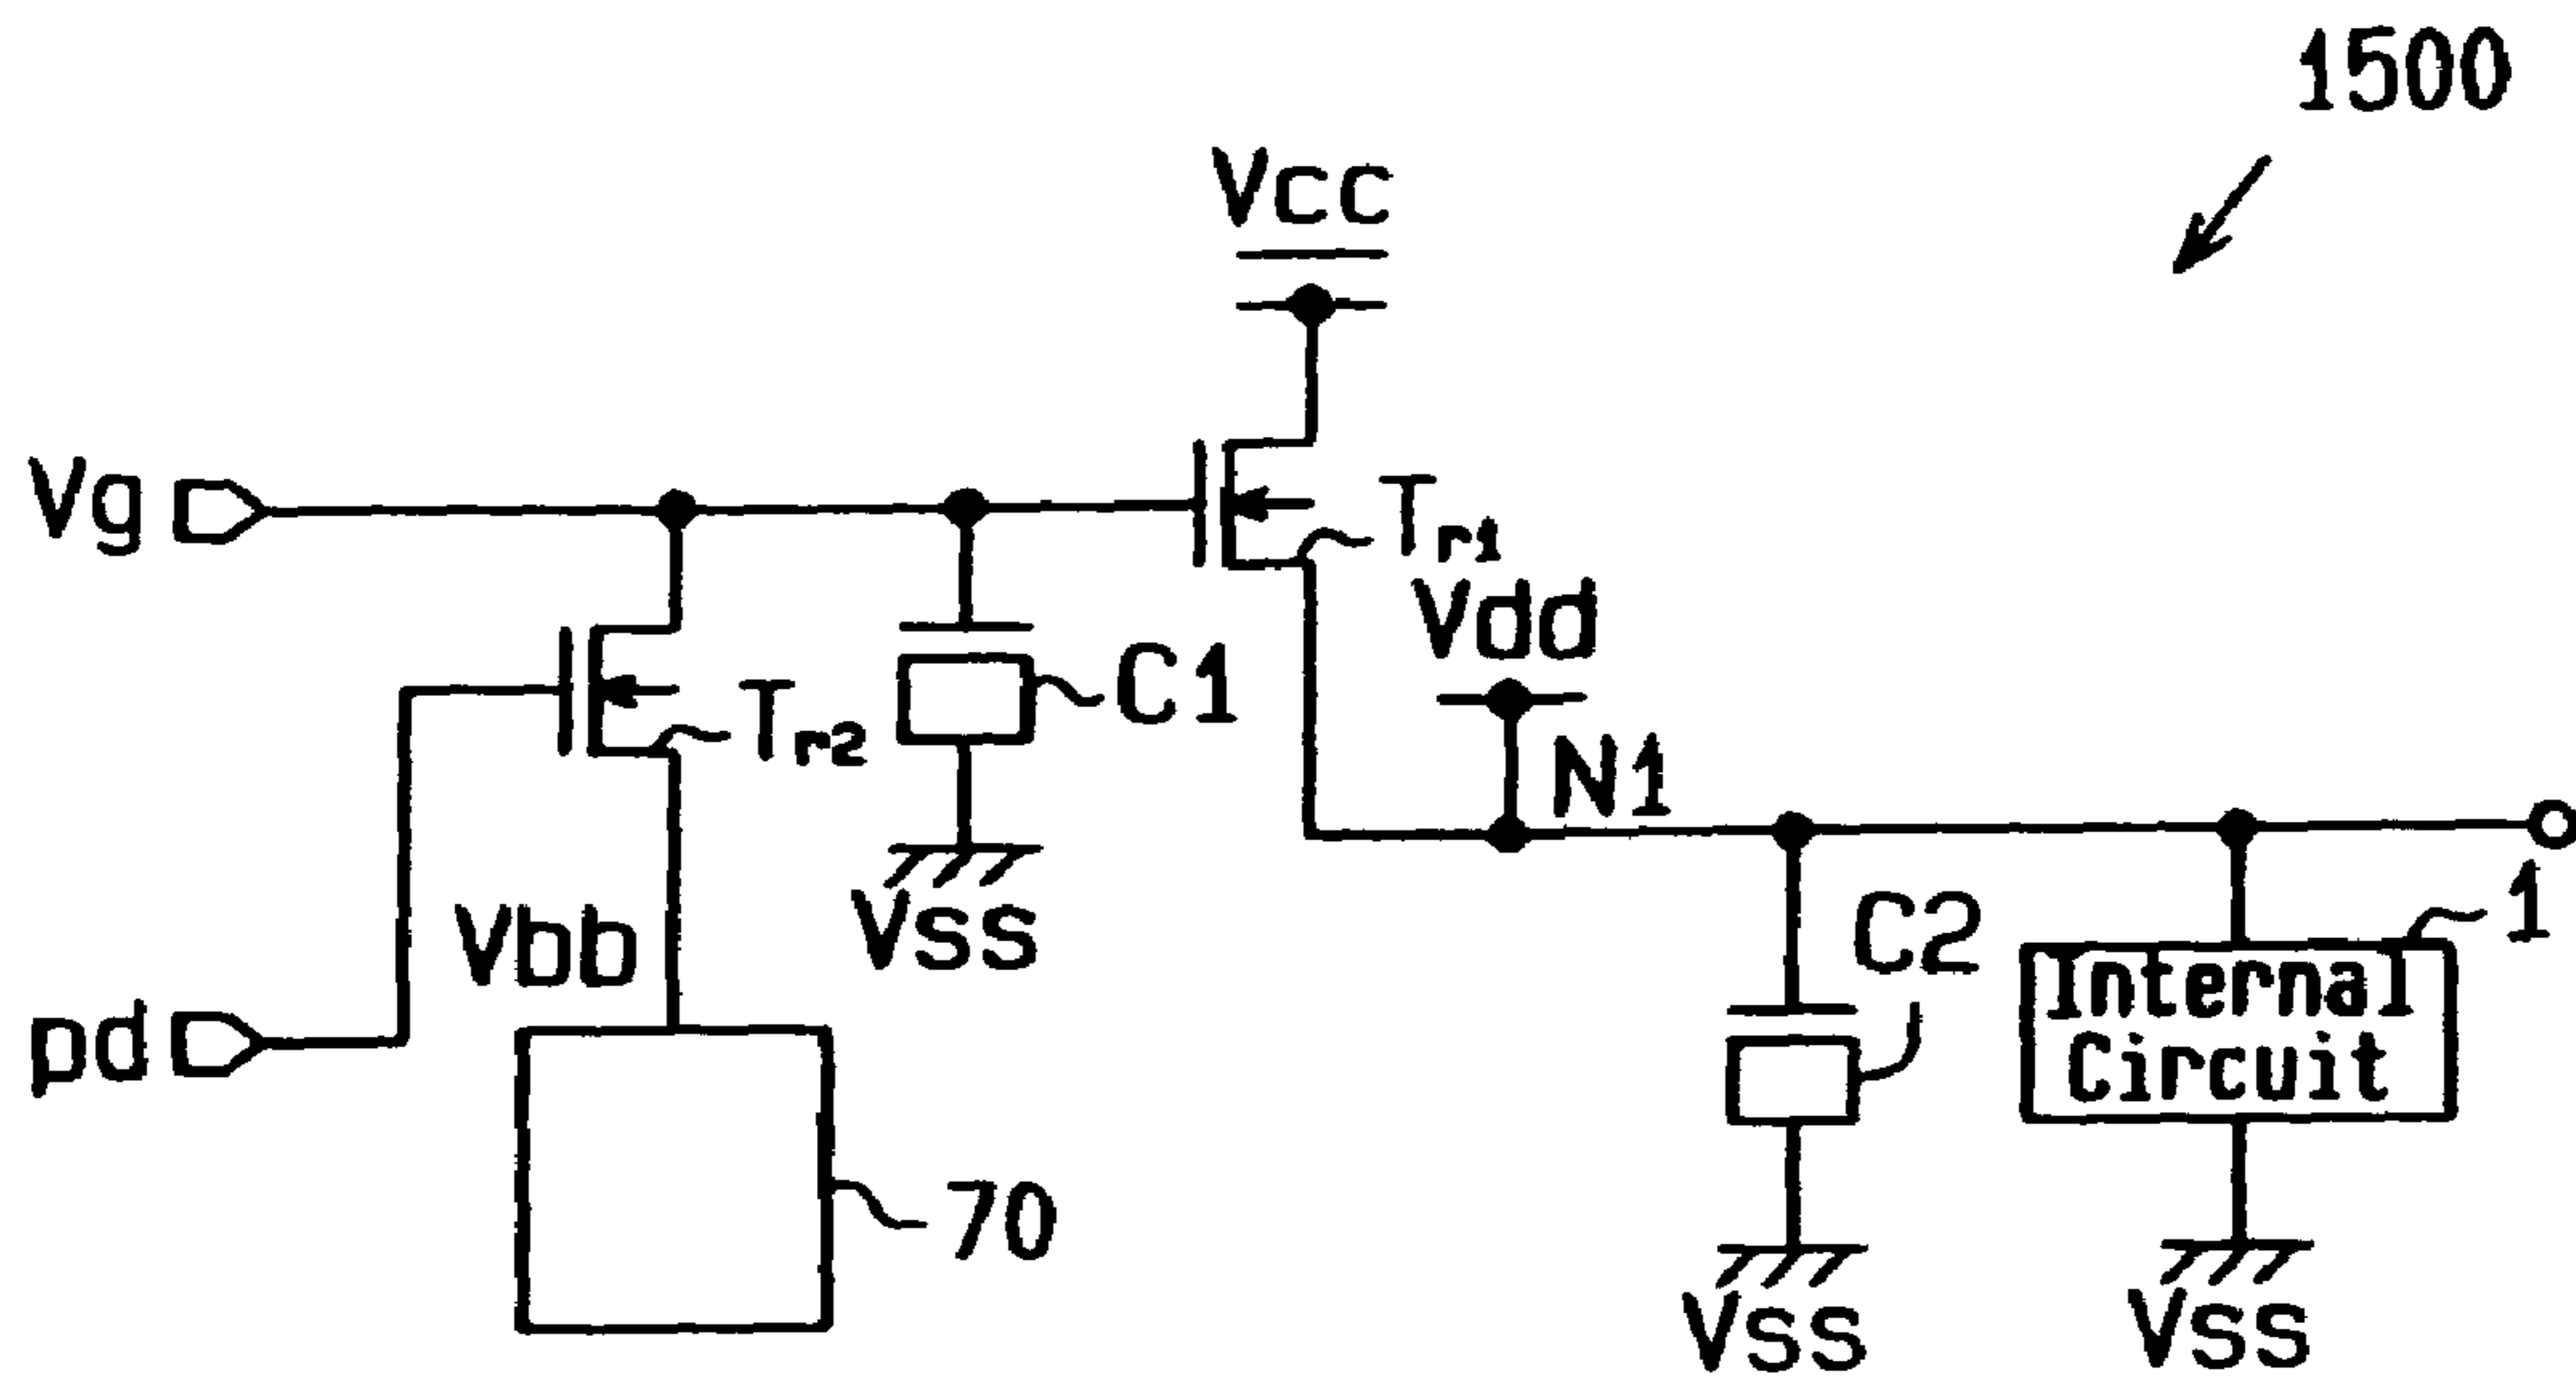 1500
Vcc
Vg
Tr1
Vdd
Tr2
C1
N1
Vss
Vbb
C2
1
pd
Internal
Circuit
70
Vss
Vss